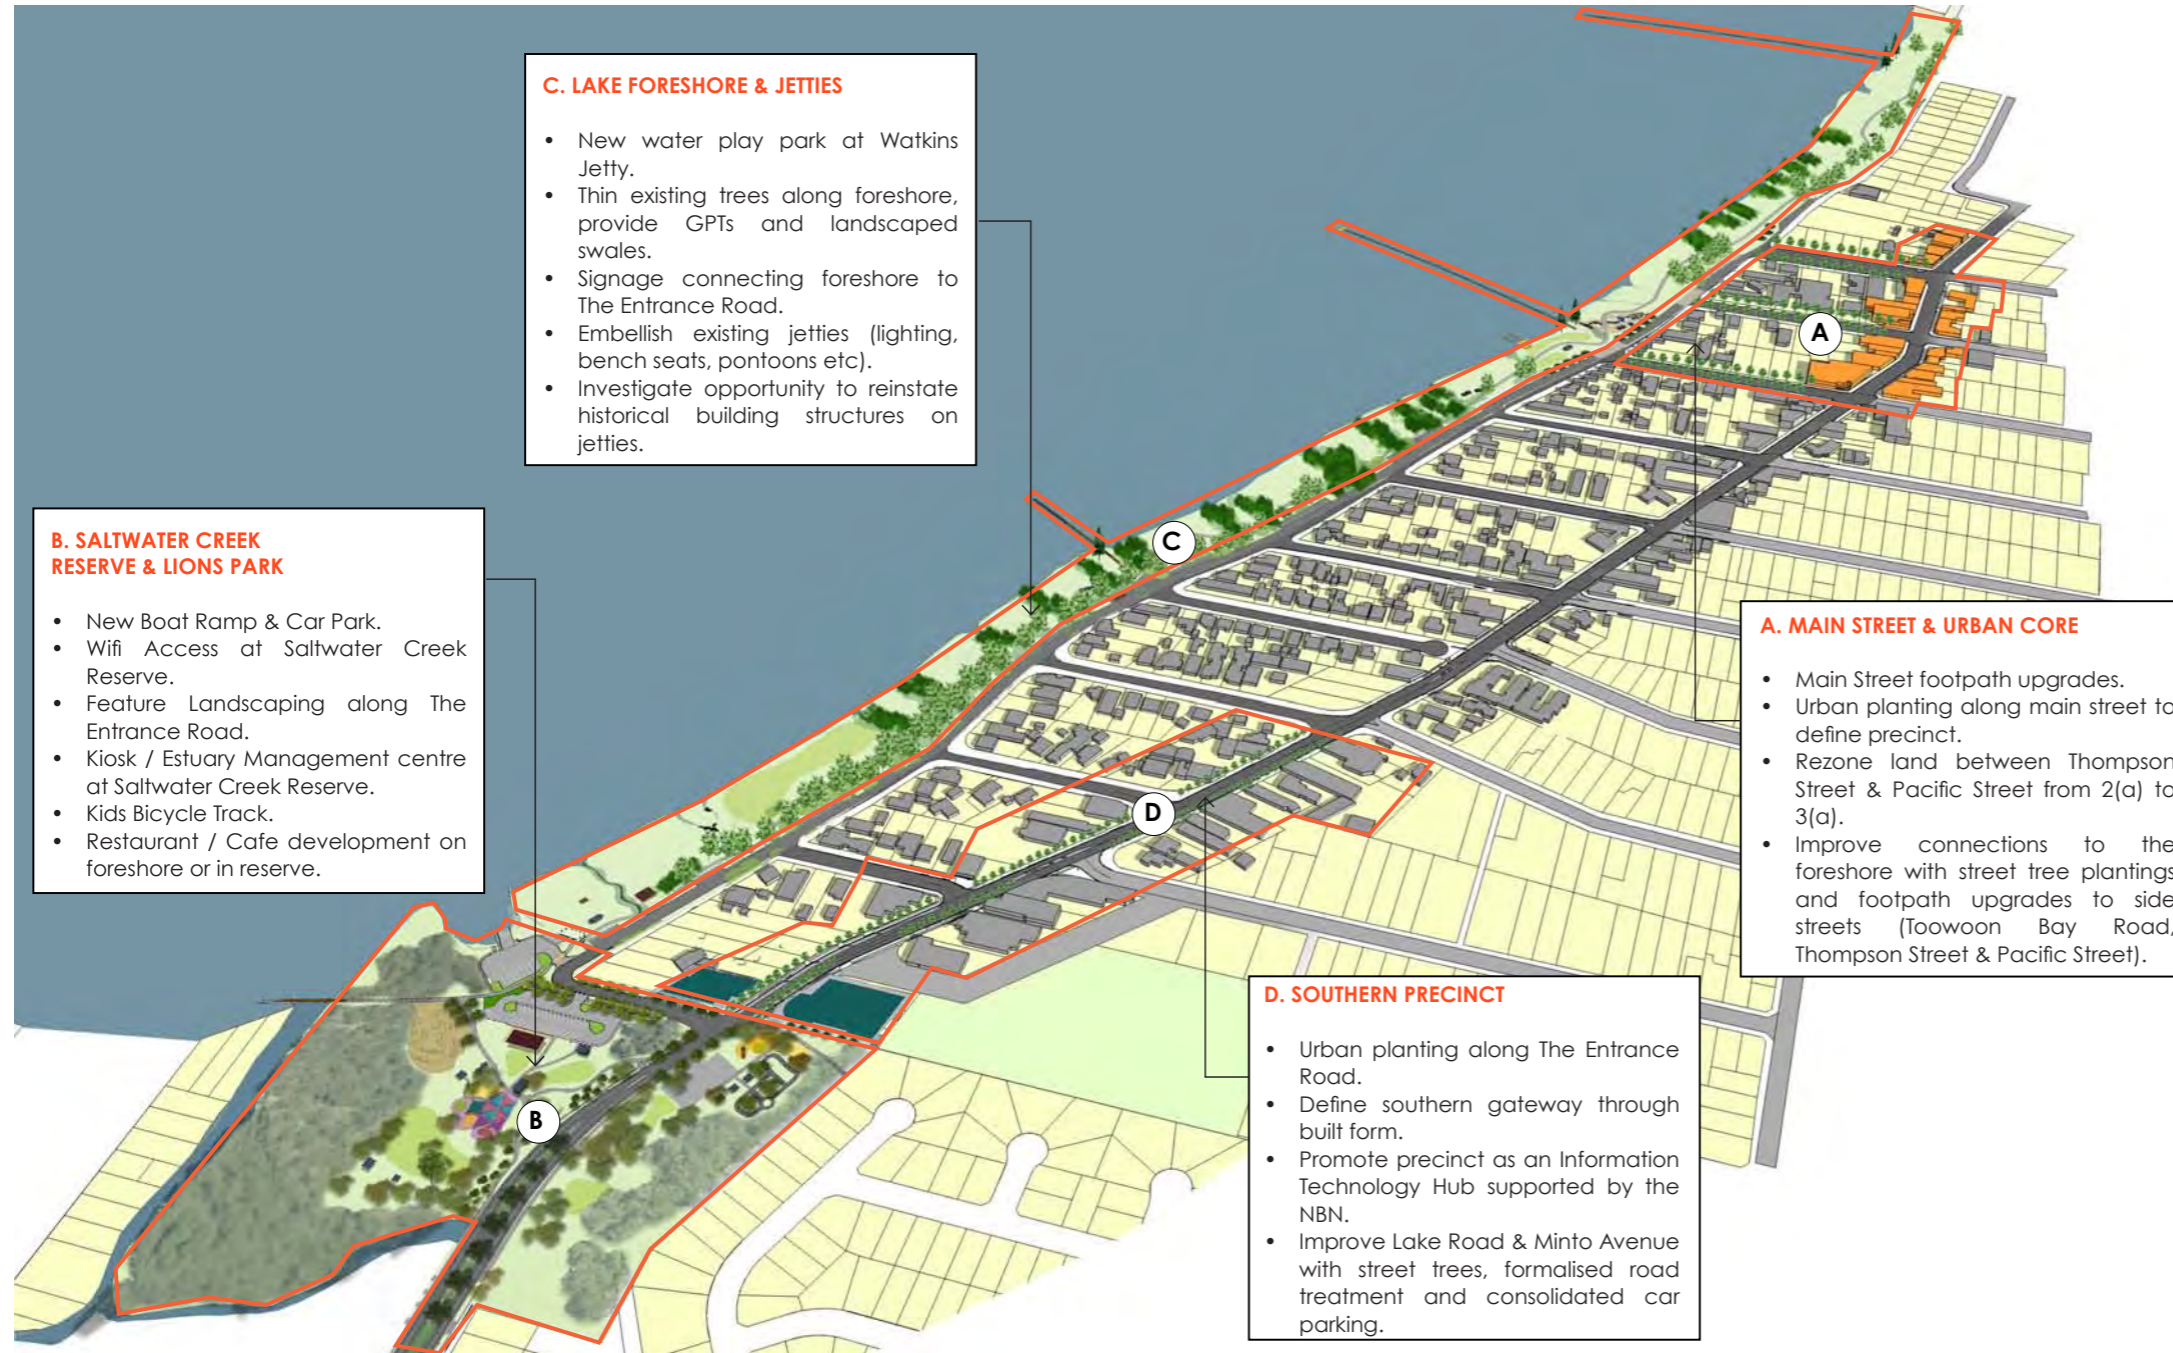 C. LAKE FORESHORE & JETTIES
• New water play park at Watkins
Jetty.
• Thin existing trees along foreshore,
provide GPTs and landscaped
swales.
• Signage connecting foreshore to
The Entrance Road.
• Embellish existing jetties (lighting,
bench seats, pontoons etc).
• Investigate opportunity to reinstate
historical building structures on
jetties.
B. SALTWATER CREEK
RESERVE & LIONS PARK
• New Boat Ramp & Car Park.
• Wifi Access at Saltwater Creek
Reserve.
• Feature Landscaping along The
Entrance Road.
• Kiosk / Estuary Management centre
at Saltwater Creek Reserve.
• Kids Bicycle Track.
• Restaurant / Cafe development on
foreshore or in reserve.
A. MAIN STREET & URBAN CORE
• Main Street footpath upgrades.
• Urban planting along main street to
define precinct.
• Rezone land between Thompson
Street & Pacific Street from 2(a) to
3(a).
• Improve connections to the
foreshore with street tree plantings
and footpath upgrades to side
streets (Toowoon Bay Road,
Thompson Street & Pacific Street).
D. SOUTHERN PRECINCT
• Urban planting along The Entrance
Road.
• Define southern gateway through
built form.
• Promote precinct as an Information
Technology Hub supported by the
NBN.
• Improve Lake Road & Minto Avenue
with street trees, formalised road
treatment and consolidated car
parking.
A
C
D
B